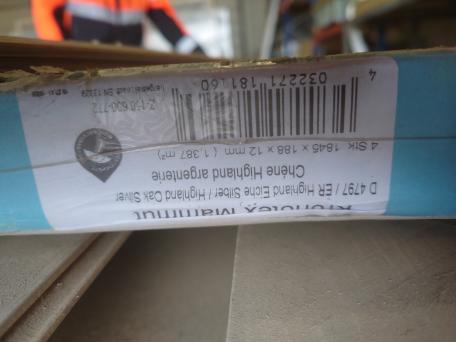 Kronotex Mammut
D 4797 / ER Highland Eiche Silber / Highland Oak Silver
Chêne Highland argenterie
4 Stk 1845 x 188 x 12 mm (1.387 m²)
4 032271 181160